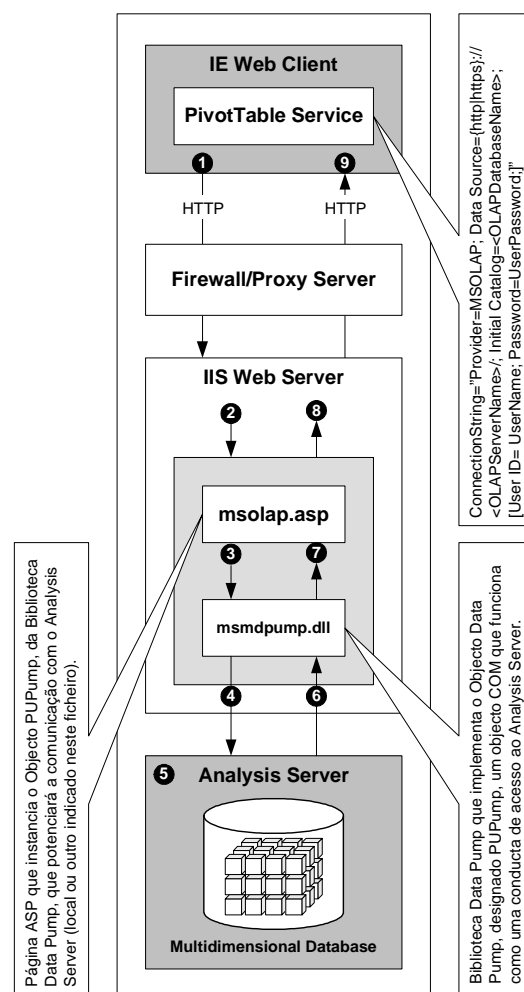 IE Web Client
PivotTable Service
1
9
HTTP
HTTP
Firewall/Proxy Server
IIS Web Server
2
8
msolap.asp
3
7
msmdpump.dll
4
6
5
Analysis Server
Multidimensional Database
ConnectionString="Provider=MSOLAP; Data Source={http|https}://
<OLAPServerName>/; Initial Catalog=<OLAPDatabaseName>;
[User ID= UserName; Password=UserPassword;]"
Página ASP que instancia o Objecto PUPump, da Biblioteca
Data Pump, que potenciará a comunicação com o Analysis
Server (local ou outro indicado neste ficheiro).
Biblioteca Data Pump que implementa o Objecto Data
Pump, designado PUPump, um objecto COM que funciona
como uma conducta de acesso ao Analysis Server.